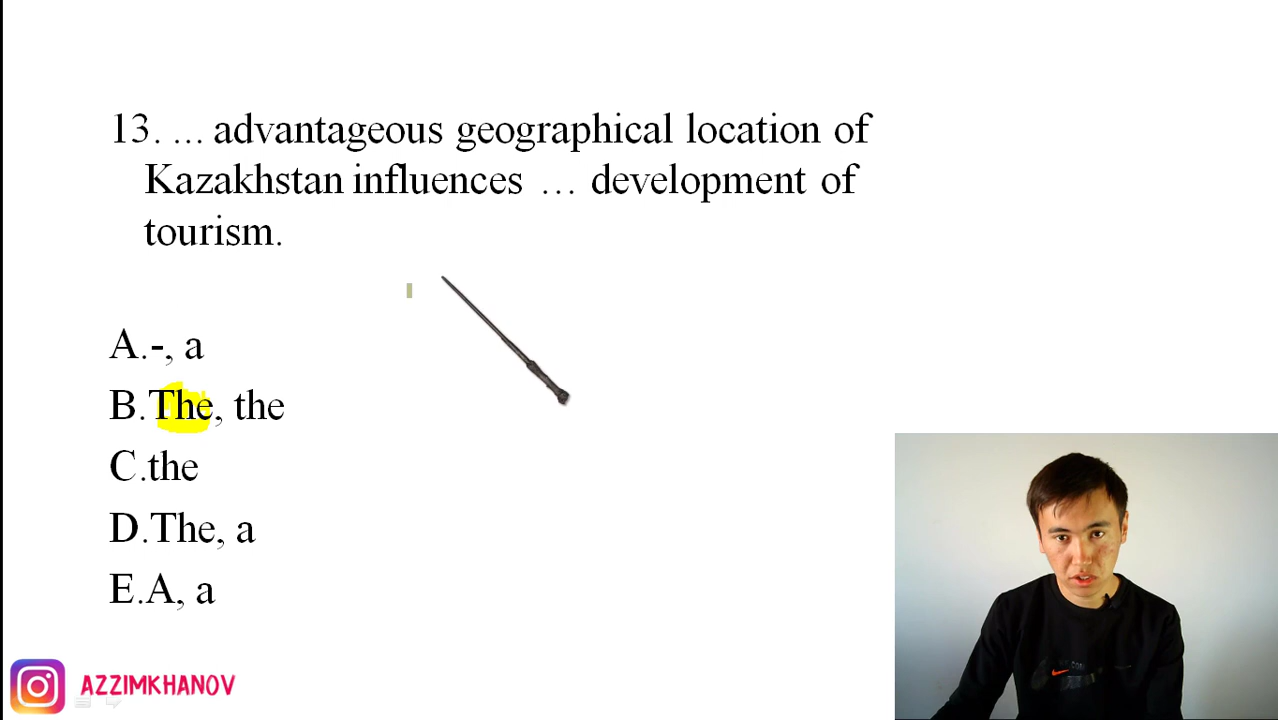 13. ... advantageous geographical location of
Kazakhstan influences … development of
tourism.
A.-, a
B.The, the
C.the
D.The, a
E.A, a
AZZIMKHANOV